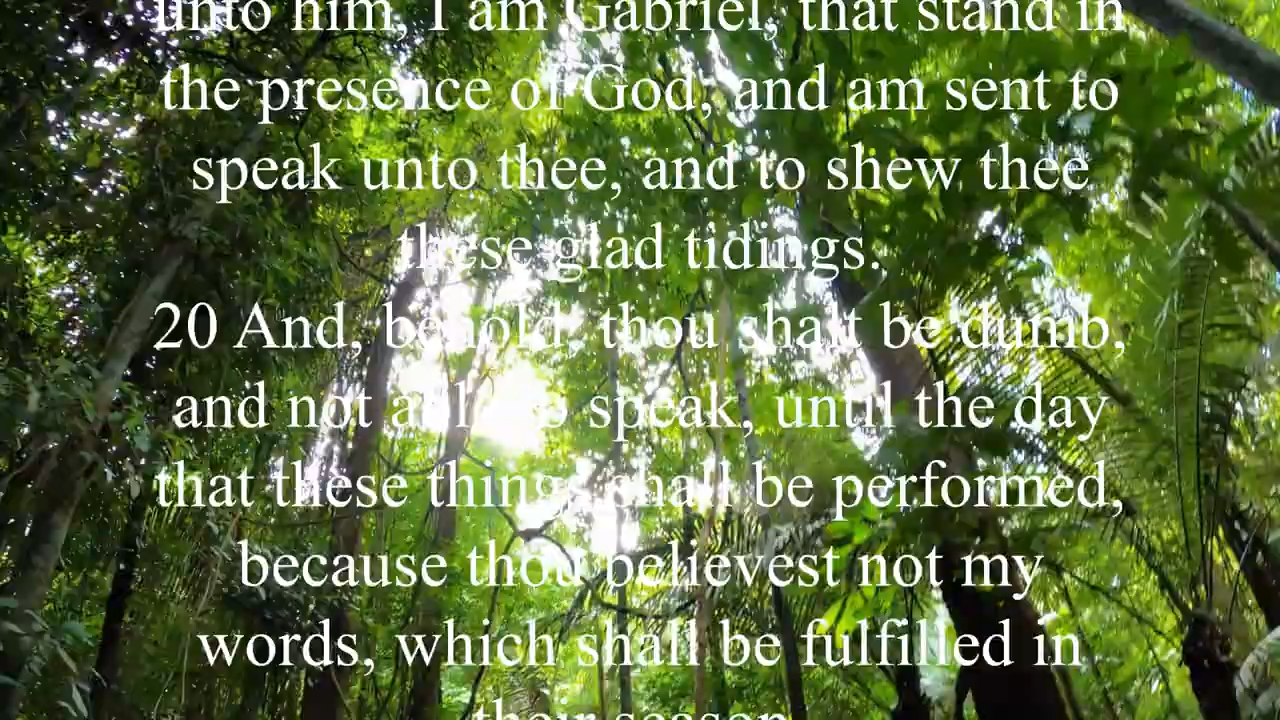 unto him, I am Gabriel, that stand in
the presence of God; and am sent to
speak unto thee, and to shew thee
these glad tidings.
20 And, behold, thou shalt be dumb,
and not able to speak, until the day
that these things shall be performed,
because thou believest not my
words, which shall be fulfilled in
their season.